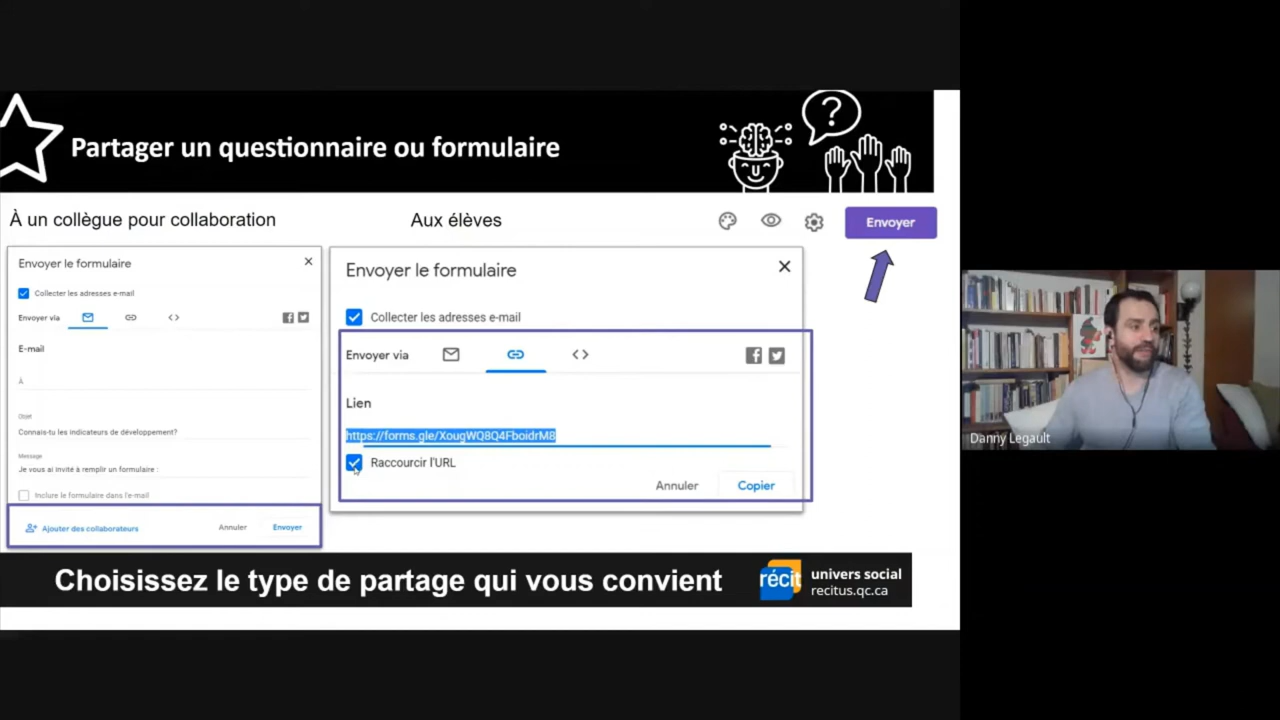 Partager un questionnaire ou formulaire
?
À un collègue pour collaboration
Aux élèves
Envoyer
Envoyer le formulaire
Collecter les adresses e-mail
Envoyer via
E-mail
À
Objet
Connais-tu les indicateurs de développement?
Message
Je vous ai invité à remplir un formulaire :
Inclure le formulaire dans l'e-mail
Ajouter des collaborateurs Annuler Envoyer
Envoyer le formulaire
Collecter les adresses e-mail
Envoyer via
Lien
https://forms.gle/XougWQ8Q4FboidrM8
Raccourcir l'URL
Annuler Copier
Choisissez le type de partage qui vous convient
récit
univers social
recitus.qc.ca
Danny Legault